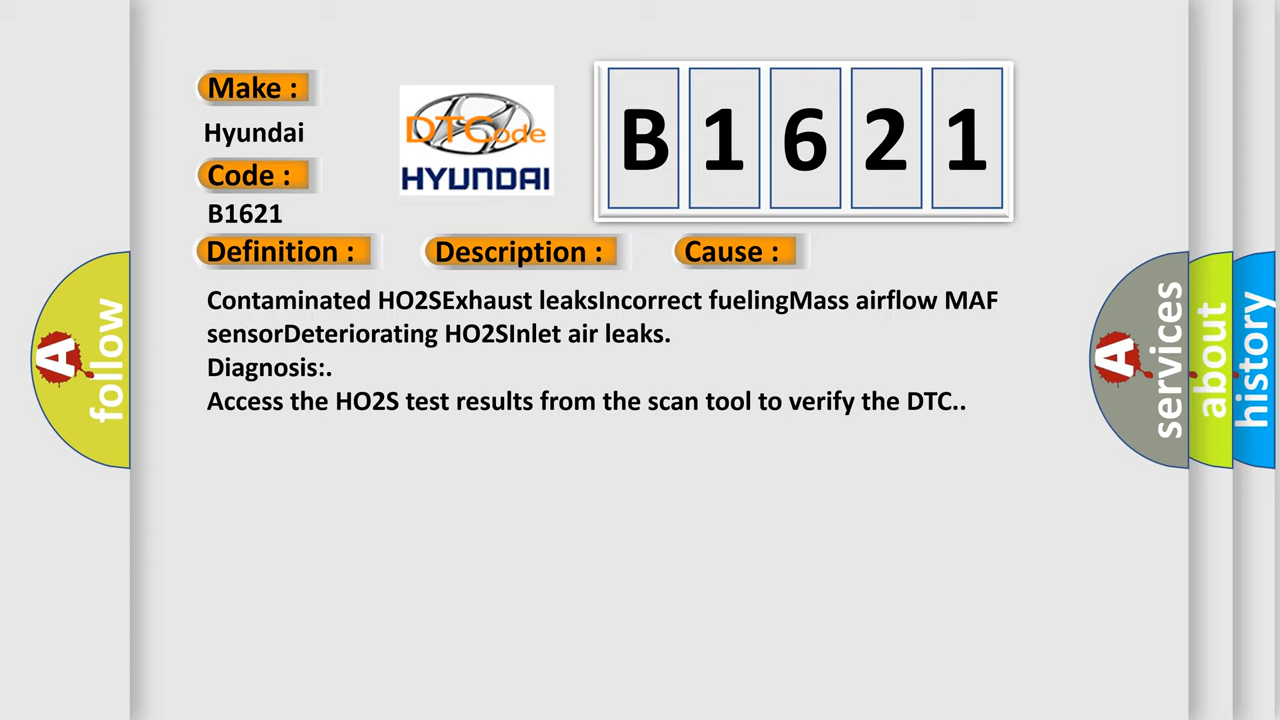 follow
Make :
Hyundai
Code :
B1621
DTCode
HYUNDAI
B 1 6 2 1
Definition :
Description :
Cause :
Contaminated HO2SExhaust leaksIncorrect fuelingMass airflow MAF
sensorDeteriorating HO2SInlet air leaks.
Diagnosis:.
Access the HO2S test results from the scan tool to verify the DTC..
A
A
services
about
history